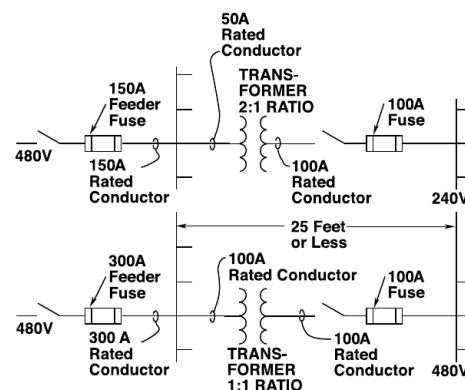 50A
Rated
Conductor
150A
Feeder
Fuse
TRANS-
FORMER
2:1 RATIO
100A
Fuse
480V
150A
Rated
Conductor
100A
Rated
Conductor
240V
25 Feet
or Less
300A
Feeder
Fuse
100A
Rated Conductor
100A
Fuse
480V
300 A
Rated
Conductor
TRANS-
FORMER
1:1 RATIO
100A
Rated
Conductor
480V